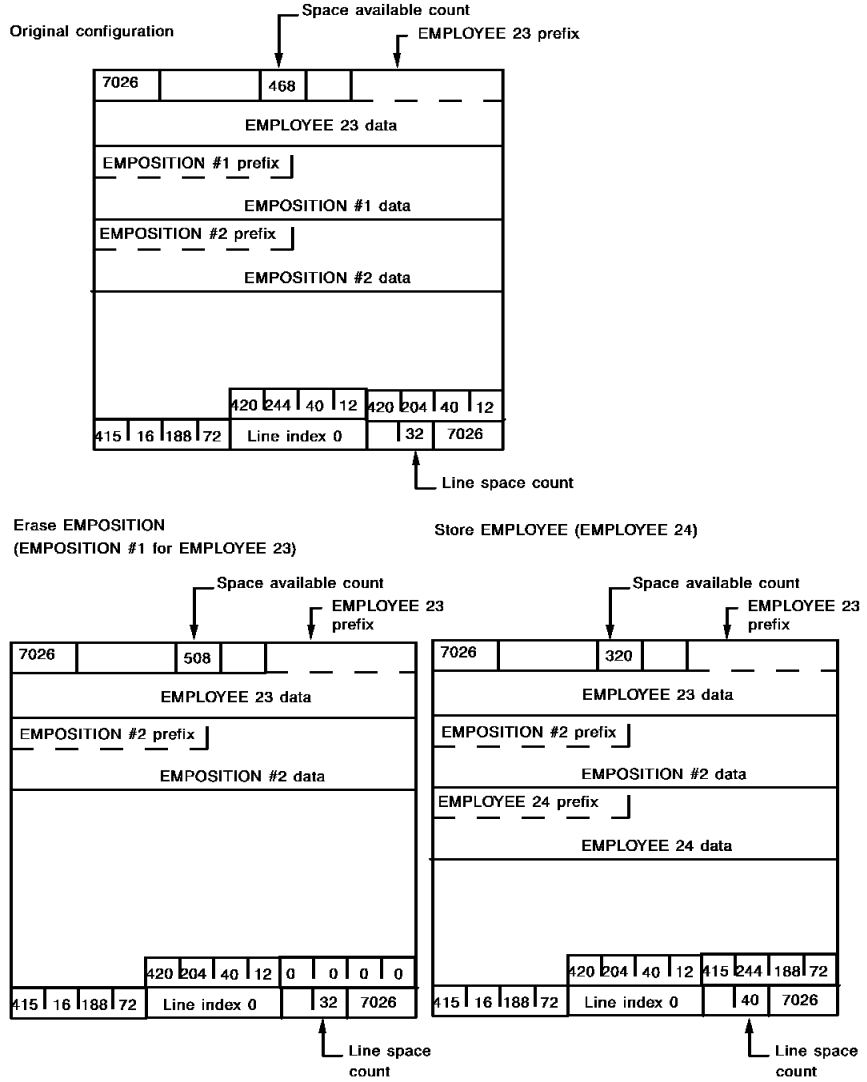 Space available count
Original configuration
EMPLOYEE 23 prefix
7026
468
EMPLOYEE 23 data
EMPOSITION #1 prefix
EMPOSITION #1 data
EMPOSITION #2 prefix
EMPOSITION #2 data
420 244 40 12 420 204 40 12
415 16 188 72 Line index 0 32 7026
Line space count
Erase EMPOSITION
(EMPOSITION #1 for EMPLOYEE 23)
Space available count
EMPLOYEE 23
prefix
7026
508
EMPLOYEE 23 data
EMPOSITION #2 prefix
EMPOSITION #2 data
420 204 40 12 0 0 0 0
415 16 188 72 Line index 0 32 7026
Line space
count
Store EMPLOYEE (EMPLOYEE 24)
Space available count
EMPLOYEE 23
prefix
7026
320
EMPLOYEE 23 data
EMPOSITION #2 prefix
EMPOSITION #2 data
EMPLOYEE 24 prefix
EMPLOYEE 24 data
420 204 40 12 415 244 188 72
415 16 188 72 Line index 0 40 7026
Line space
count